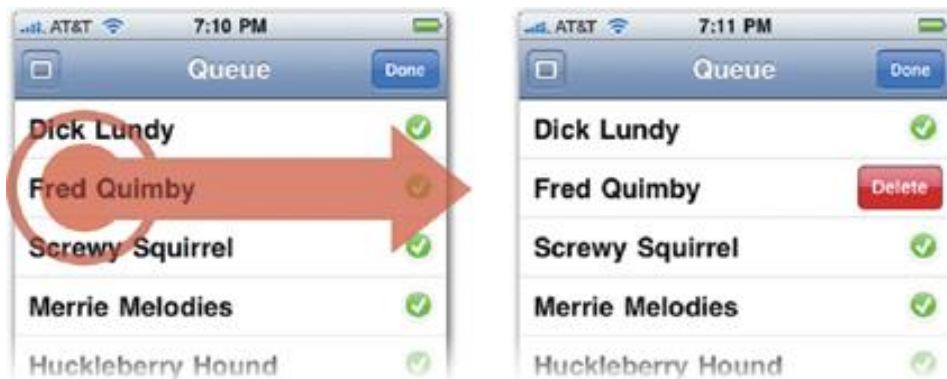 AT&T 7:10 PM
Queue Done
Dick Lundy
Fred Quimby
Screwy Squirrel
Merrie Melodies
Huckleberry Hound
AT&T 7:11 PM
Queue Done
Dick Lundy
Fred Quimby Delete
Screwy Squirrel
Merrie Melodies
Huckleberry Hound